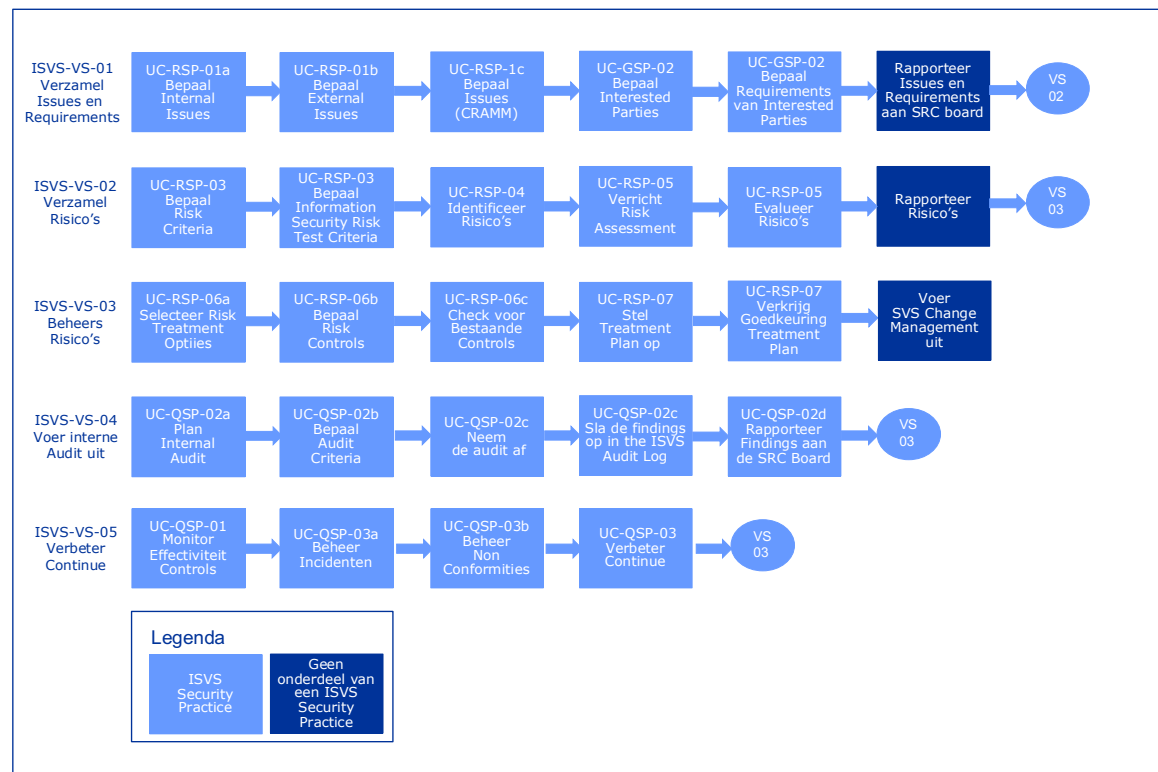 ISVS-VS-01
Verzamel
Issues en
Requirements
UC-RSP-01a
Bepaal
Internal
Issues
UC-RSP-01b
Bepaal
External
Issues
UC-RSP-1c
Bepaal
Issues
(CRAMM)
UC-GSP-02
Bepaal
Interested
Parties
UC-GSP-02
Bepaal
Requirements
van Interested
Parties
Rapporteer
Issues en
Requirements
aan SRC board
VS
02
ISVS-VS-02
Verzamel
Risico's
UC-RSP-03
Bepaal
Risk
Criteria
UC-RSP-03
Bepaal
Information
Security Risk
Test Criteria
UC-RSP-04
Identificeer
Risico's
UC-RSP-05
Verricht
Risk
Assessment
UC-RSP-05
Evalueer
Risico's
Rapporteer
Risico's
VS
03
ISVS-VS-03
Beheers
Risico's
UC-RSP-06a
Selecteer Risk
Treatment
Optiies
UC-RSP-06b
Bepaal
Risk
Controls
UC-RSP-06c
Check voor
Bestaande
Controls
UC-RSP-07
Stel
Treatment
Plan op
UC-RSP-07
Verkrijg
Goedkeuring
Treatment
Plan
Voer
SVS Change
Management
uit
ISVS-VS-04
Voer interne
Audit uit
UC-QSP-02a
Plan
Internal
Audit
UC-QSP-02b
Bepaal
Audit
Criteria
UC-QSP-02c
Neem
de audit af
UC-QSP-02c
Sla de findings
op in the ISVS
Audit Log
UC-QSP-02d
Rapporteer
Findings aan
de SRC Board
VS
03
ISVS-VS-05
Verbeter
Continue
UC-QSP-01
Monitor
Effectiviteit
Controls
UC-QSP-03a
Beheer
Incidenten
UC-QSP-03b
Beheer
Non
Conformities
UC-QSP-03
Verbeter
Continue
VS
03
Legenda
ISVS
Security
Practice
Geen
onderdeel van
een ISVS
Security
Practice